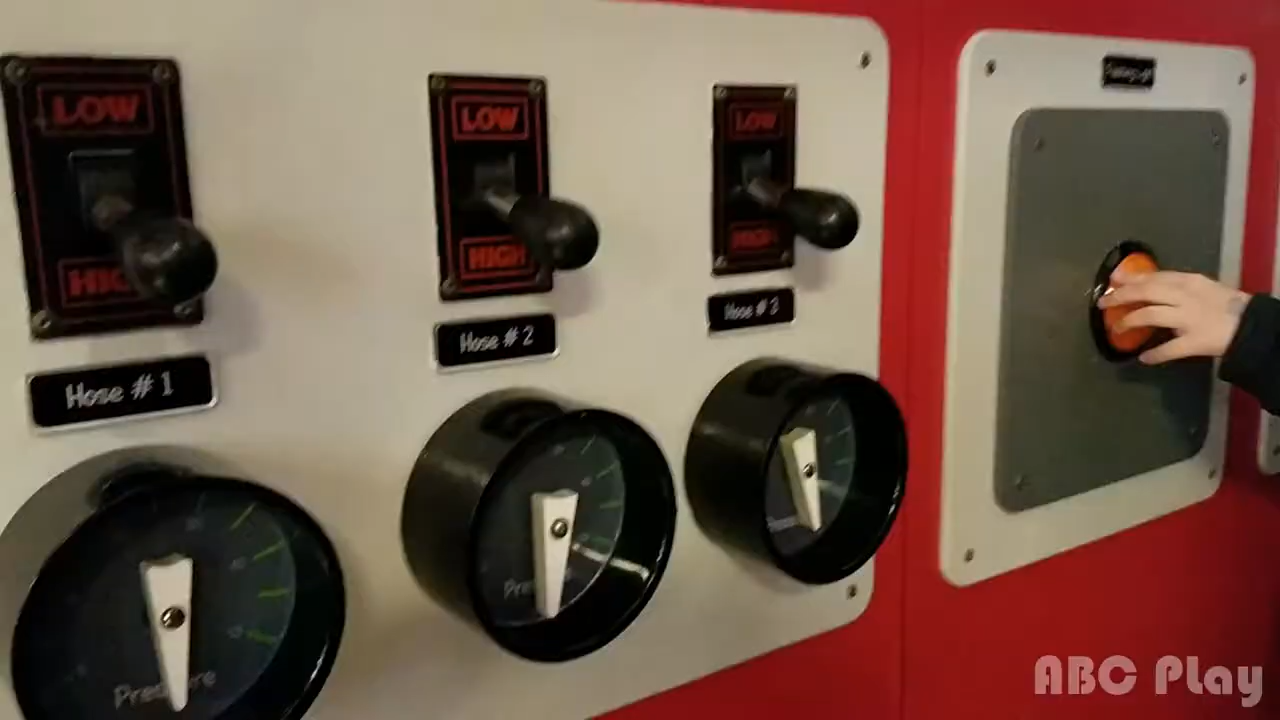 LOW
HIGH
Hose # 1
Pressure
LOW
HIGH
Hose # 2
LOW
HIGH
Hose # 3
ABC Play